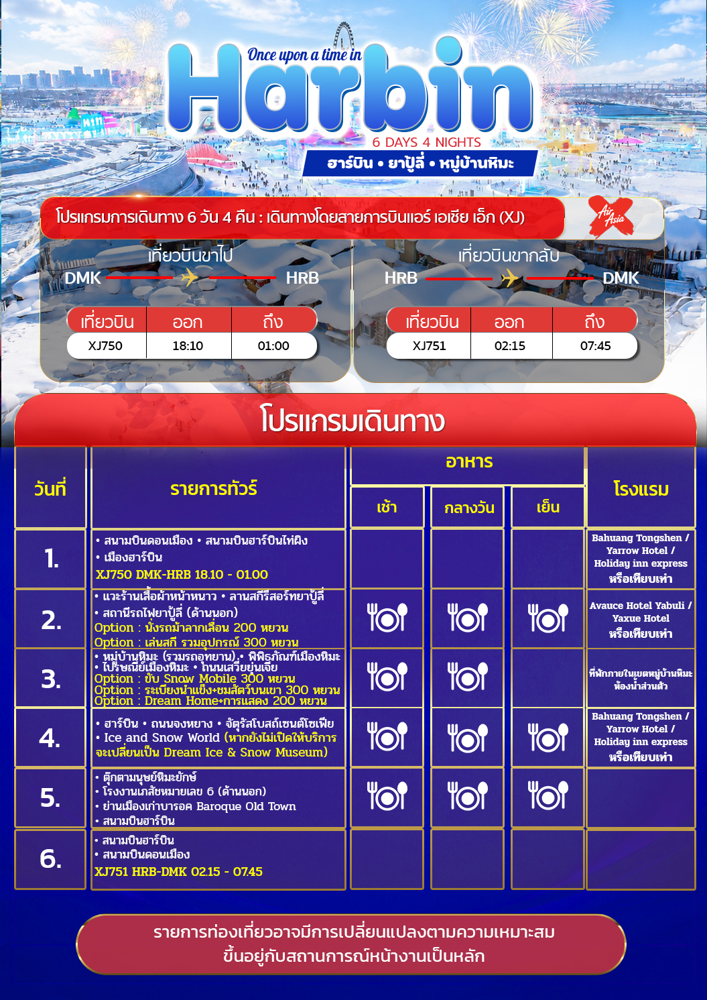 Once upon a time in
Harbin
6 DAYS 4 NIGHTS
ฮาร์บิน • ยาปู้ลี่ • หมู่บ้านหิมะ
โปรแกรมการเดินทาง 6 วัน 4 คืน : เดินทางโดยสายการบินแอร์ เอเชีย เอ็ก (XJ)
Air Asia
เที่ยวบินขาไป
DMK HRB
เที่ยวบิน ออก ถึง
XJ750 18:10 01:00
เที่ยวบินขากลับ
HRB DMK
เที่ยวบิน ออก ถึง
XJ751 02:15 07:45
โปรแกรมเดินทาง
วันที่ รายการทัวร์ อาหาร โรงแรม
เช้า กลางวัน เย็น
1.
• สนามบินดอนเมือง • สนามบินฮาร์บินไท่ผิง
• เมืองฮาร์บิน
XJ750 DMK-HRB 18.10 - 01.00
Bahuang Tongshen /
Yarrow Hotel /
Holiday inn express
หรือเทียบเท่า
2.
• แวะร้านเสื้อผ้าหน้าหนาว • ลานสกีรีสอร์ทยาปู้ลี่
• สถานีรถไฟยาปู้ลี่ (ด้านนอก)
Option : นั่งรถม้าลากเลื่อน 200 หยวน
Option : เล่นสกี รวมอุปกรณ์ 300 หยวน
Avauce Hotel Yabuli /
Yaxue Hotel
หรือเทียบเท่า
3.
• หมู่บ้านหิมะ (รวมรถอุทยาน) • พิพิธภัณฑ์เมืองหิมะ
• ไปรษณีย์เมืองหิมะ • ถนนเสวี่ยยุ่นเจีย
Option : ขับ Snow Mobile 300 หยวน
Option : ระเบียงน้ำแข็ง+ชมสัตว์บนเขา 300 หยวน
Option : Dream Home+การแสดง 200 หยวน
ที่พักภายในเขตหมู่บ้านหิมะ
ห้องน้ำส่วนตัว
4.
• ฮาร์บิน • ถนนจงหยาง • จัตุรัสโบสถ์เซนต์โซเฟีย
• Ice and Snow World (หากยังไม่เปิดให้บริการ
จะเปลี่ยนเป็น Dream Ice & Snow Museum)
Bahuang Tongshen /
Yarrow Hotel /
Holiday inn express
หรือเทียบเท่า
5.
• ตุ๊กตามนุษย์หิมะยักษ์
• โรงงานเภสัชหมายเลข 6 (ด้านนอก)
• ย่านเมืองเก่าบารอค Baroque Old Town
• สนามบินฮาร์บิน
6.
• สนามบินฮาร์บิน
• สนามบินดอนเมือง
XJ751 HRB-DMK 02.15 - 07.45
รายการท่องเที่ยวอาจมีการเปลี่ยนแปลงตามความเหมาะสม
ขึ้นอยู่กับสถานการณ์หน้างานเป็นหลัก